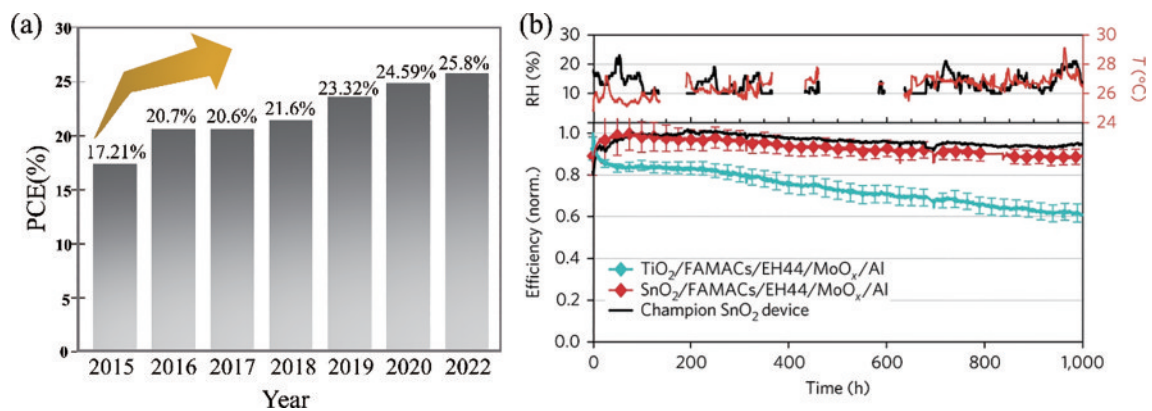 (a)
30
25
20
15
10
5
0
PCE(%)
17.21%
20.7%
20.6%
21.6%
23.32%
24.59%
25.8%
2015 2016 2017 2018 2019 2020 2022
Year
(b)
30
20
10
RH (%)
30
28
26
24
22
T (°C)
1.0
0.8
0.6
0.4
0.2
0.0
Efficiency (norm.)
TiO₂/FAMACs/EH44/MoOₓ/Al
SnO₂/FAMACs/EH44/MoOₓ/Al
Champion SnO₂ device
0 200 400 600 800 1,000
Time (h)